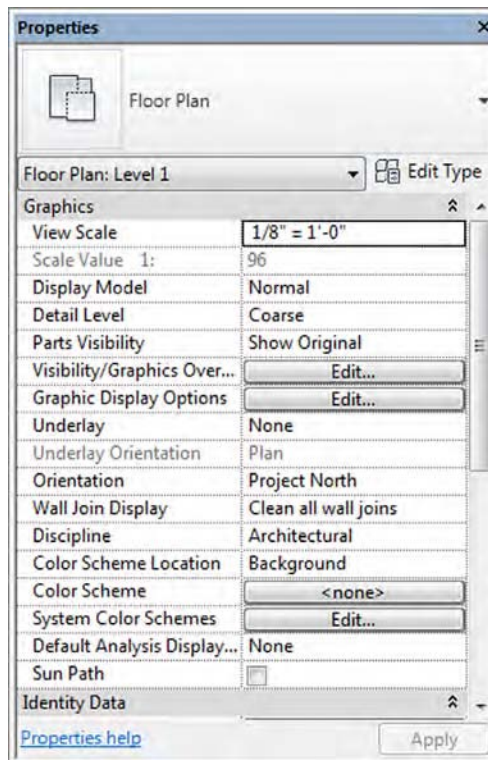 Properties
Floor Plan
Floor Plan: Level 1 Edit Type
Graphics
View Scale 1/8" = 1'-0"
Scale Value 1: 96
Display Model Normal
Detail Level Coarse
Parts Visibility Show Original
Visibility/Graphics Over... Edit...
Graphic Display Options Edit...
Underlay None
Underlay Orientation Plan
Orientation Project North
Wall Join Display Clean all wall joins
Discipline Architectural
Color Scheme Location Background
Color Scheme <none>
System Color Schemes Edit...
Default Analysis Display... None
Sun Path
Identity Data
Properties help Apply